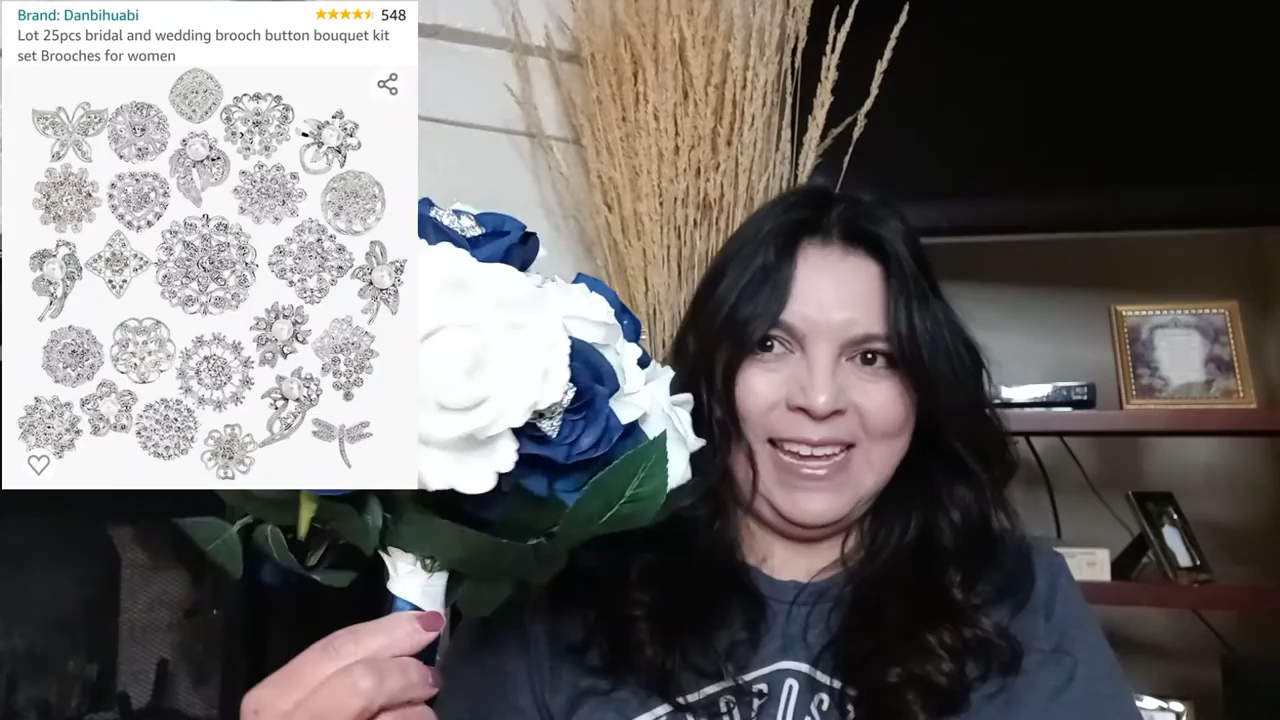 Brand: Danbihuabi 548
Lot 25pcs bridal and wedding brooch button bouquet kit
set Brooches for women